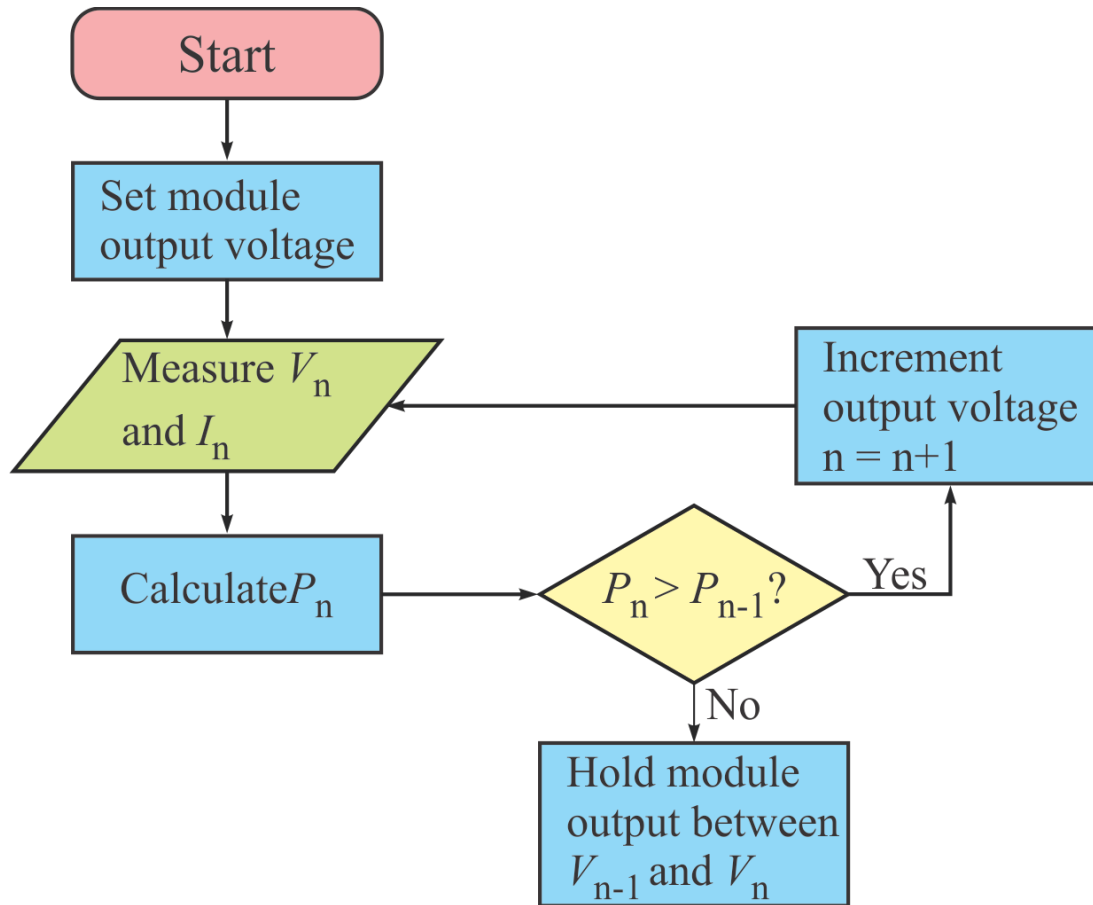 Start
Set module
output voltage
Measure Vn
and In
Increment
output voltage
n = n+1
CalculatePn
Pn > Pn-1?
Yes
No
Hold module
output between
Vn-1 and Vn